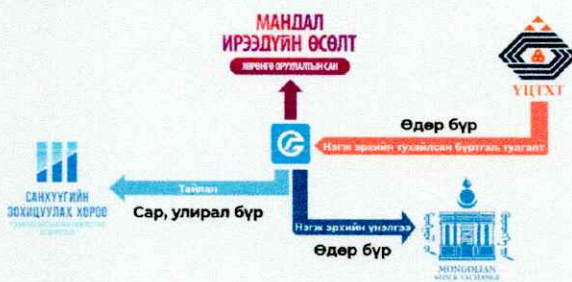 МАНДАЛ
ИРЭЭДҮЙН ӨСӨЛТ
ХӨРӨНГӨ ОРУУЛАЛТЫН САН
ҮЦТХТ
Өдөр бүр
Нэгж эрхийн тухайлсан бүртгэл тулгалт
САНХҮҮГИЙН
ЗОХИЦУУЛАХ ХОРОО
Тайлан
Сар, улирал бүр
Нэгж эрхийн үнэлгээ
Өдөр бүр
MONGOLIAN
STOCK EXCHANGE